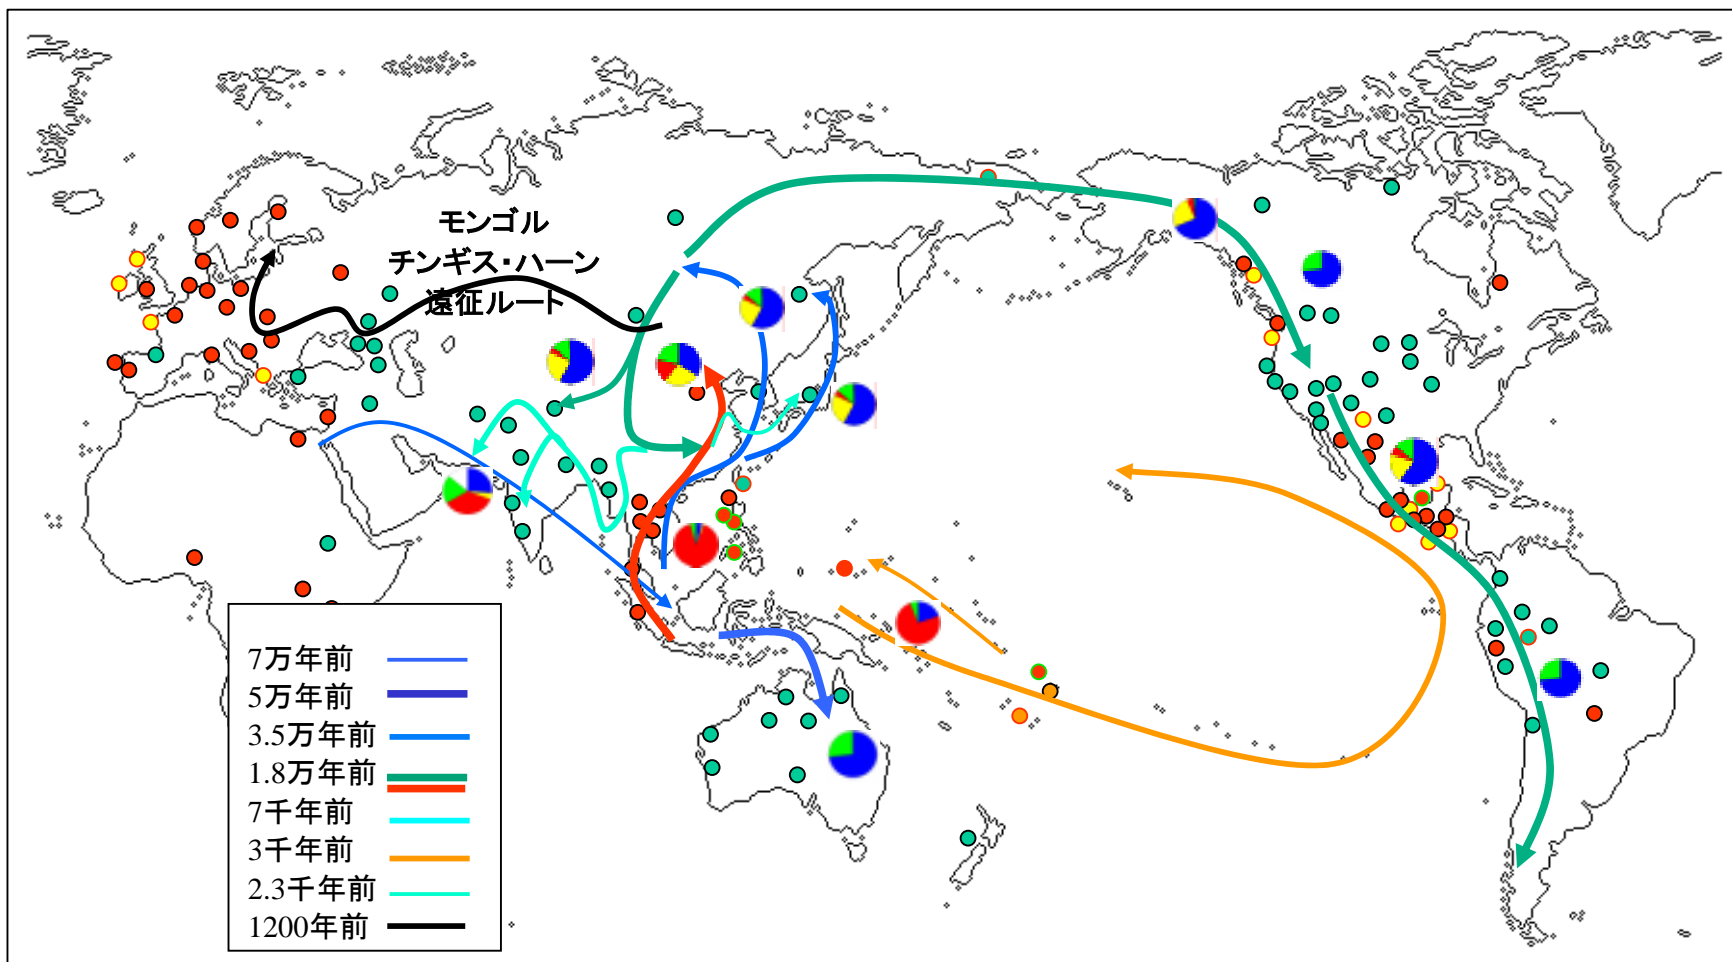 モンゴル
チンギス・ハーン
遠征ルート
7万年前
5万年前
3.5万年前
1.8万年前
7千年前
3千年前
2.3千年前
1200年前